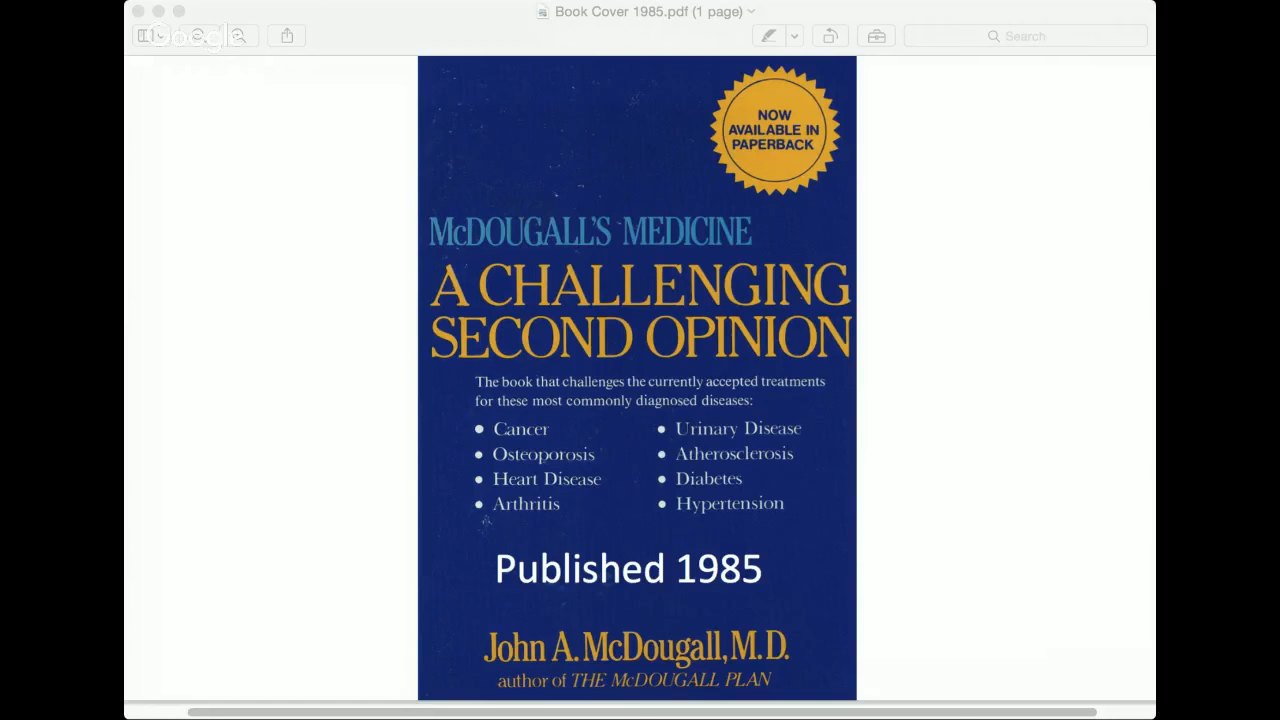 Book Cover 1985.pdf (1 page)
Google
Search
NOW
AVAILABLE IN
PAPERBACK
McDOUGALL'S MEDICINE
A CHALLENGING
SECOND OPINION
The book that challenges the currently accepted treatments
for these most commonly diagnosed diseases:
• Cancer
• Osteoporosis
• Heart Disease
• Arthritis
• Urinary Disease
• Atherosclerosis
• Diabetes
• Hypertension
Published 1985
John A. McDougall, M.D.
author of THE McDOUGALL PLAN